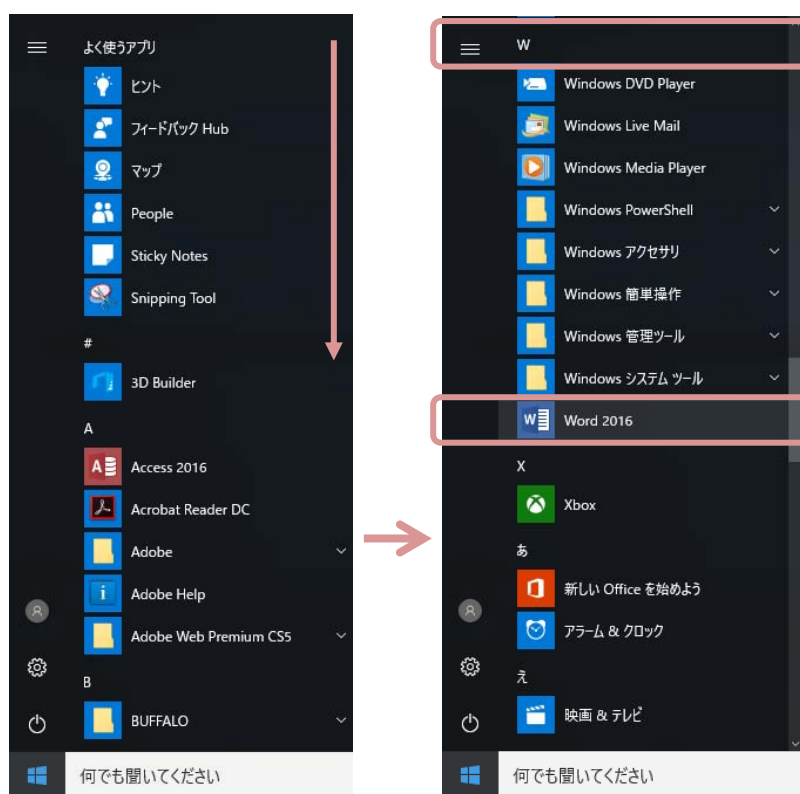 よく使うアプリ
ヒント
フィードバック Hub
マップ
People
Sticky Notes
Snipping Tool
#
3D Builder
A
Access 2016
Acrobat Reader DC
Adobe
Adobe Help
Adobe Web Premium CS5
B
BUFFALO
何でも聞いてください
W
Windows DVD Player
Windows Live Mail
Windows Media Player
Windows PowerShell
Windows アクセサリ
Windows 簡単操作
Windows 管理ツール
Windows システム ツール
Word 2016
X
Xbox
あ
新しい Office を始めよう
アラーム & クロック
え
映画 & テレビ
何でも聞いてください